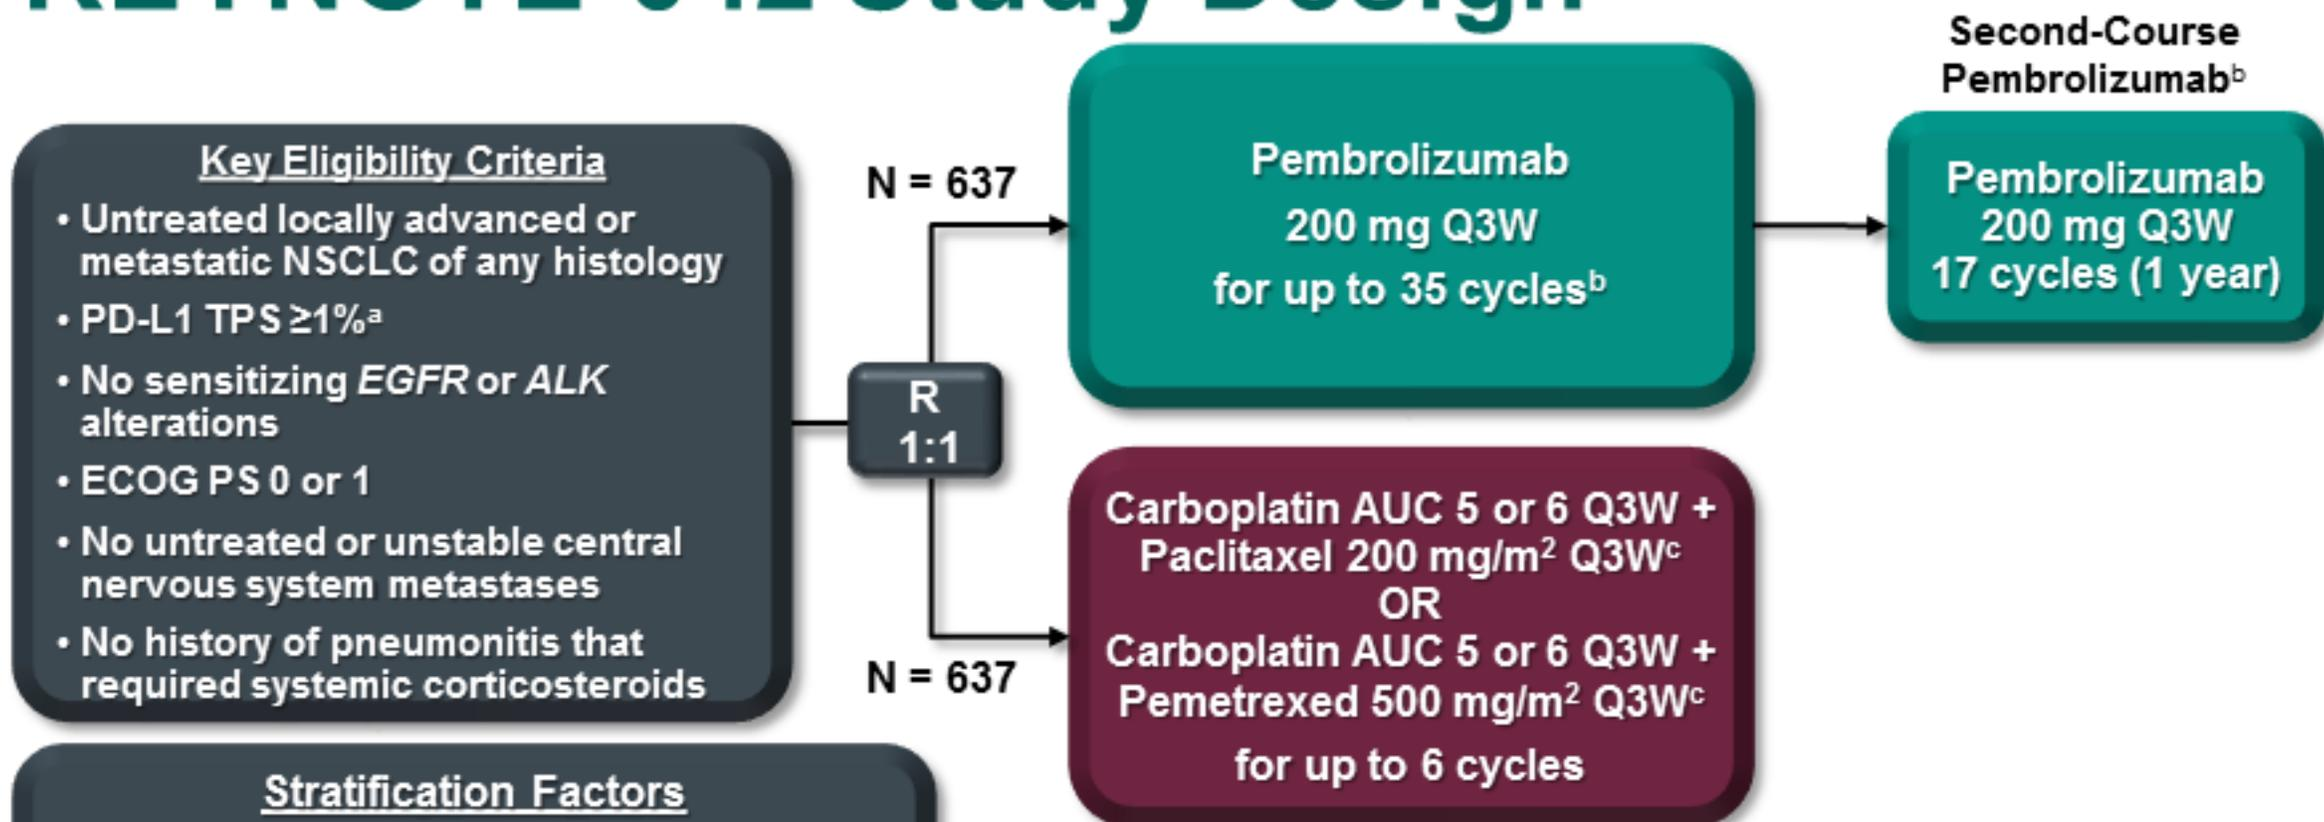 Study Design
Key Eligibility Criteria
• Untreated locally advanced or
metastatic NSCLC of any histology
• PD-L1 TPS ≥1%ᵃ
• No sensitizing EGFR or ALK
alterations
• ECOG PS 0 or 1
• No untreated or unstable central
nervous system metastases
• No history of pneumonitis that
required systemic corticosteroids
Stratification Factors
R
1:1
N = 637
N = 637
Pembrolizumab
200 mg Q3W
for up to 35 cyclesᵇ
Carboplatin AUC 5 or 6 Q3W +
Paclitaxel 200 mg/m² Q3Wᶜ
OR
Carboplatin AUC 5 or 6 Q3W +
Pemetrexed 500 mg/m² Q3Wᶜ
for up to 6 cycles
Second-Course
Pembrolizumabᵇ
Pembrolizumab
200 mg Q3W
17 cycles (1 year)